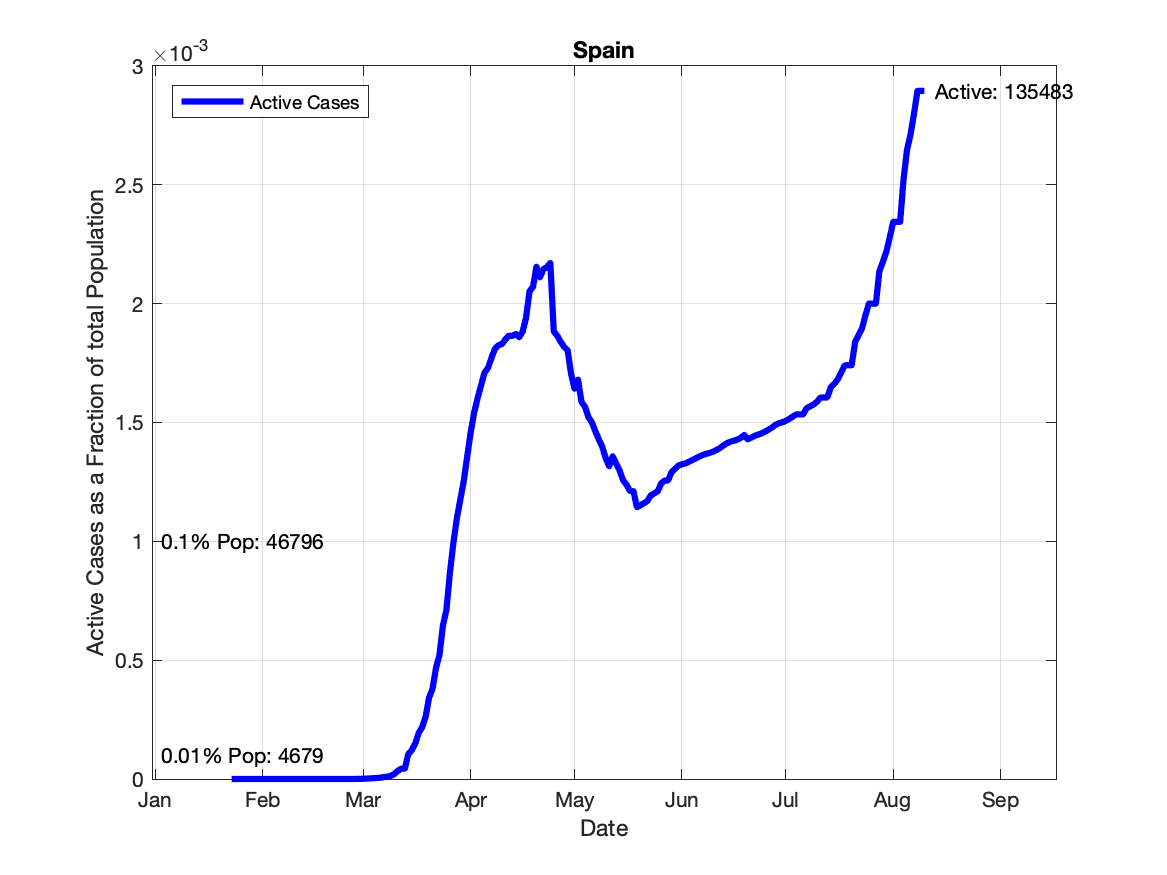 Spain
×10-3
3
Active Cases
Active: 135483
2.5
2
1.5
1
0.1% Pop: 46796
0.5
0.01% Pop: 4679
0
Jan Feb Mar Apr May Jun Jul Aug Sep
Date
Active Cases as a Fraction of total Population